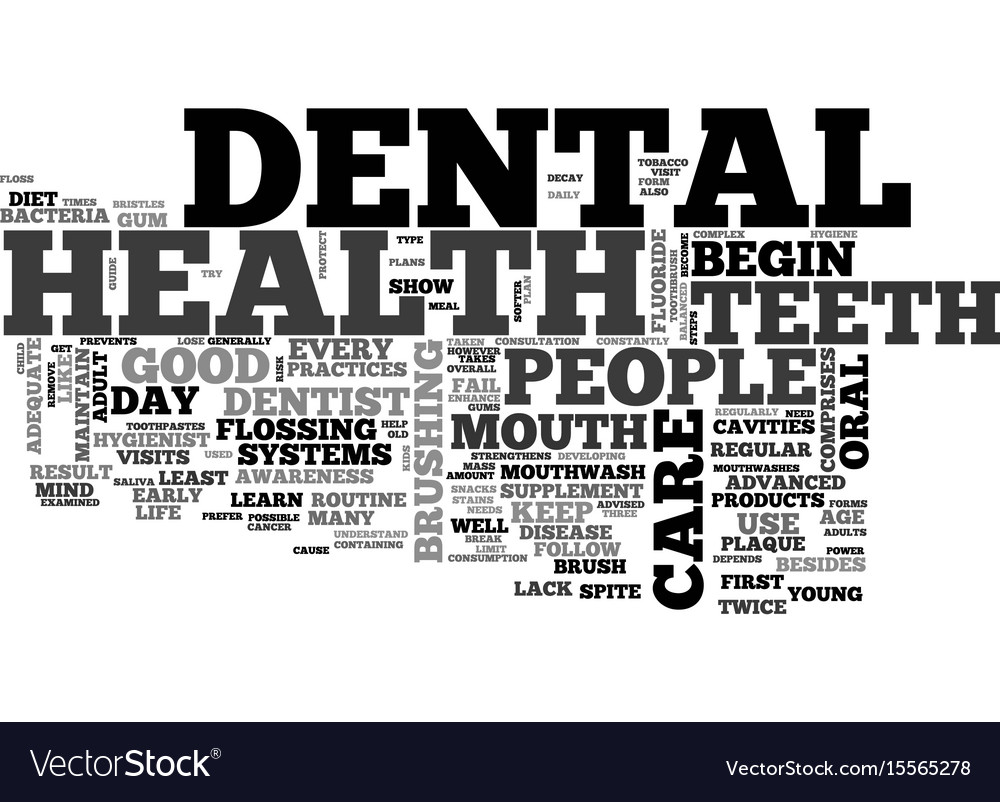 DENTAL
TOBACCO
VISIT
FORM
ALSO
DECAY
DAILY
FLOSS
DIET TIMES BRISTLES
BACTERIA GUM
HEALTH
GUIDE
TRY
PROTECT
TYPE
PLANS
SHOW
MEAL
SOFTER
PLAN
FLUORIDE
TOOTHBRUSH
BALANCED
BECOME
STEPS
COMPLEX HYGIENE
BEGIN
TEETH
CHILD
ADEQUATE
REMOVE
GET
LIKE
MAINTAIN
PREVENTS
ADULT
LOSE GENERALLY
GOOD
RISK
EVERY
PRACTICES
DAY
DENTIST
TOOTHPASTES
FLOSSING
HELP
OLD
HYGIENIST
VISITS
USED
SYSTEMS
KIDS
BRUSHING
RESULT
SALIVA
LEAST
AWARENESS
MIND
EXAMINED
EARLY
LIFE
LEARN
ROUTINE
PREFER
POSSIBLE
CANCER
MANY
UNDERSTAND
CONTAINING
CAUSE
TAKEN CONSULTATION CONSTANTLY
HOWEVER
TAKES
OVERALL
FAIL
ENHANCE
GUMS
PEOPLE
MOUTH
STRENGTHENS DEVELOPING
MASS
AMOUNT
MOUTHWASH
SNACKS
STAINS
NEEDS
SUPPLEMENT
KEEP
ADVISED
THREE
WELL
BREAK
LIMIT
CONSUMPTION
DISEASE
FOLLOW
BRUSH
LACK SPITE
CARE
REGULARLY NEED
CAVITIES
REGULAR
COMPRISES
ORAL
MOUTHWASHES
ADVANCED
PRODUCTS FORMS
USE AGE
ADULTS
PLAQUE
POWER
DEPENDS
BESIDES
FIRST
YOUNG
TWICE
VectorStock®
VectorStock.com/15565278